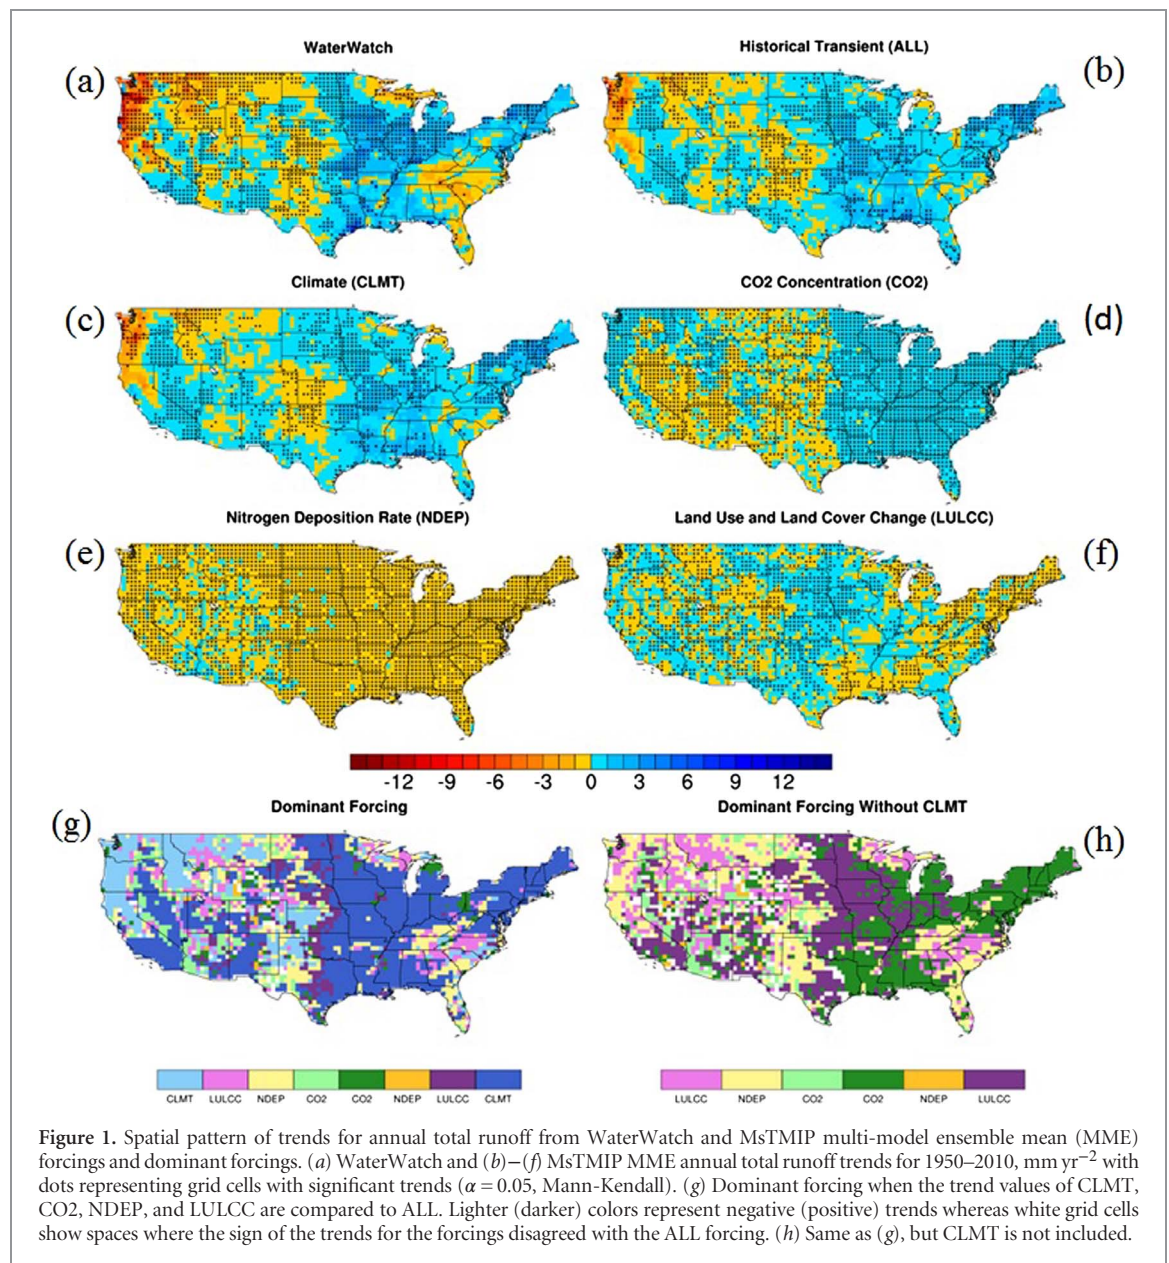 WaterWatch
Historical Transient (ALL)
(a)
(b)
Climate (CLMT)
CO2 Concentration (CO2)
(c)
(d)
Nitrogen Deposition Rate (NDEP)
Land Use and Land Cover Change (LULCC)
(e)
(f)
-12 -9 -6 -3 0 3 6 9 12
Dominant Forcing
Dominant Forcing Without CLMT
(g)
(h)
CLMT LULCC NDEP CO2 CO2 NDEP LULCC CLMT
LULCC NDEP CO2 CO2 NDEP LULCC
Figure 1. Spatial pattern of trends for annual total runoff from WaterWatch and MsTMIP multi-model ensemble mean (MME)
forcings and dominant forcings. (a) WaterWatch and (b)–(f) MsTMIP MME annual total runoff trends for 1950–2010, mm yr−2 with
dots representing grid cells with significant trends (α = 0.05, Mann-Kendall). (g) Dominant forcing when the trend values of CLMT,
CO2, NDEP, and LULCC are compared to ALL. Lighter (darker) colors represent negative (positive) trends whereas white grid cells
show spaces where the sign of the trends for the forcings disagreed with the ALL forcing. (h) Same as (g), but CLMT is not included.